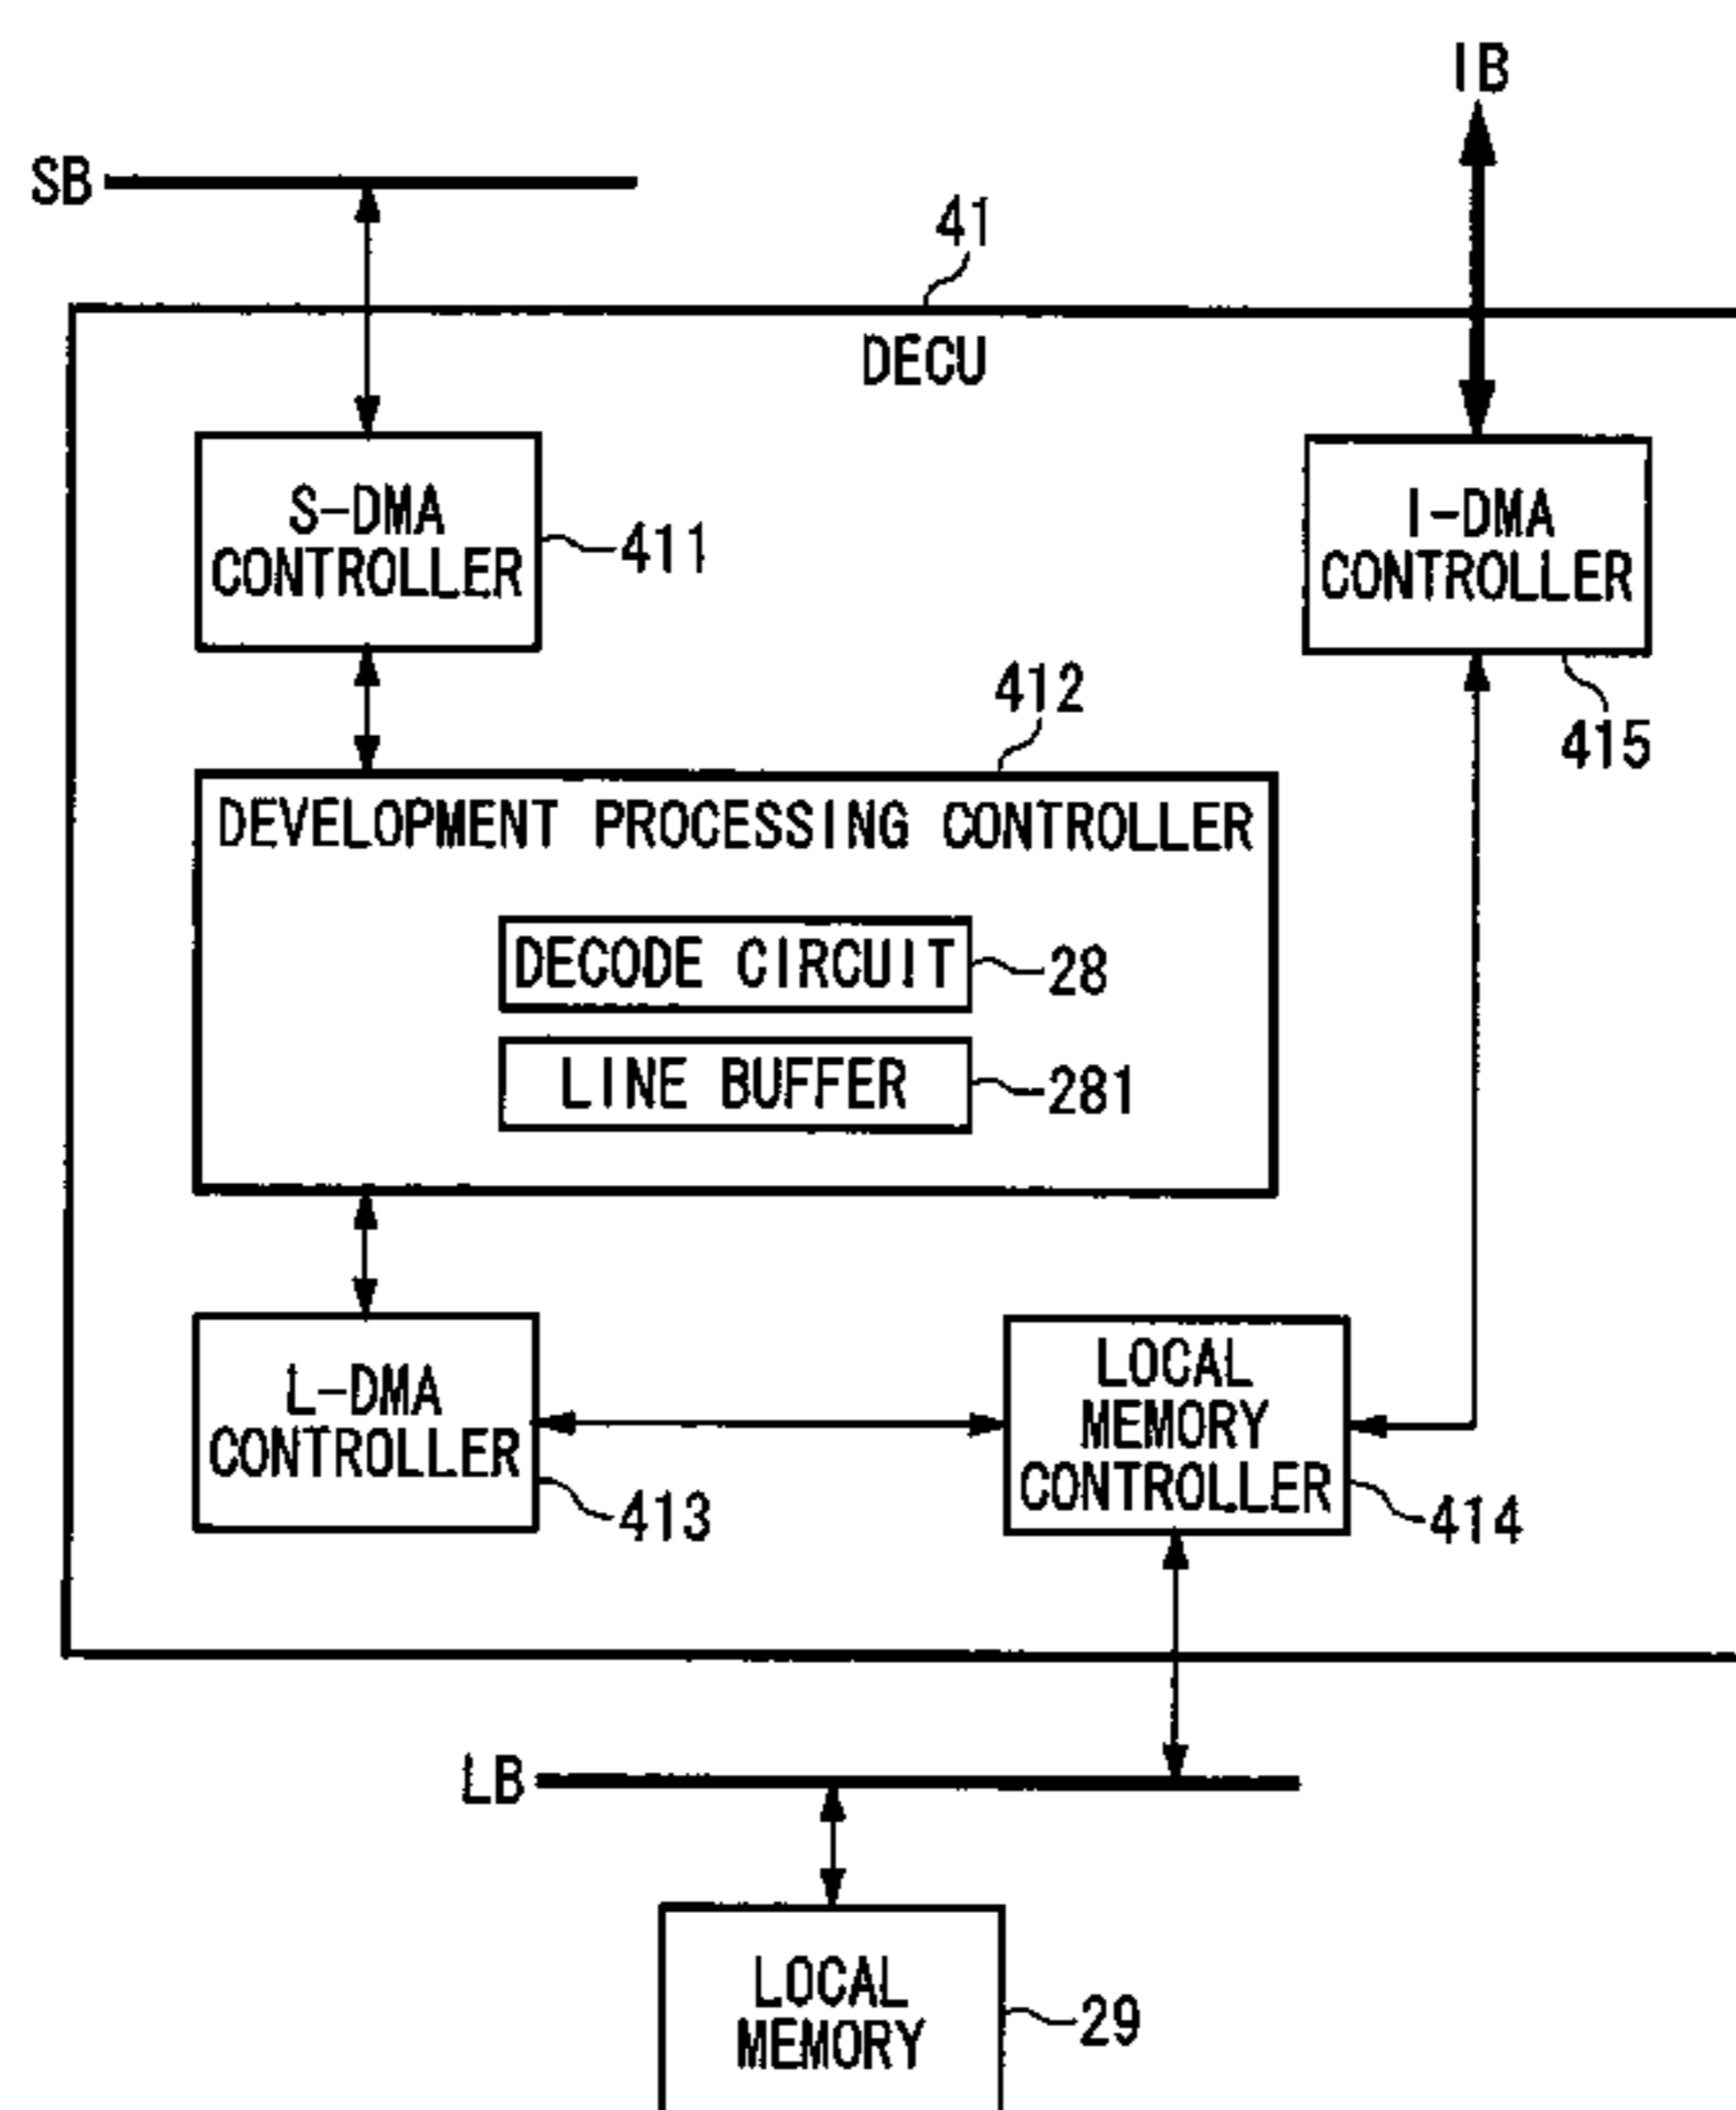 IB
SB
41
DECU
S-DMA
CONTROLLER
411
I-DMA
CONTROLLER
415
412
DEVELOPMENT PROCESSING CONTROLLER
DECODE CIRCUIT
28
LINE BUFFER
281
L-DMA
CONTROLLER
413
LOCAL
MEMORY
CONTROLLER
414
LB
LOCAL
MEMORY
29